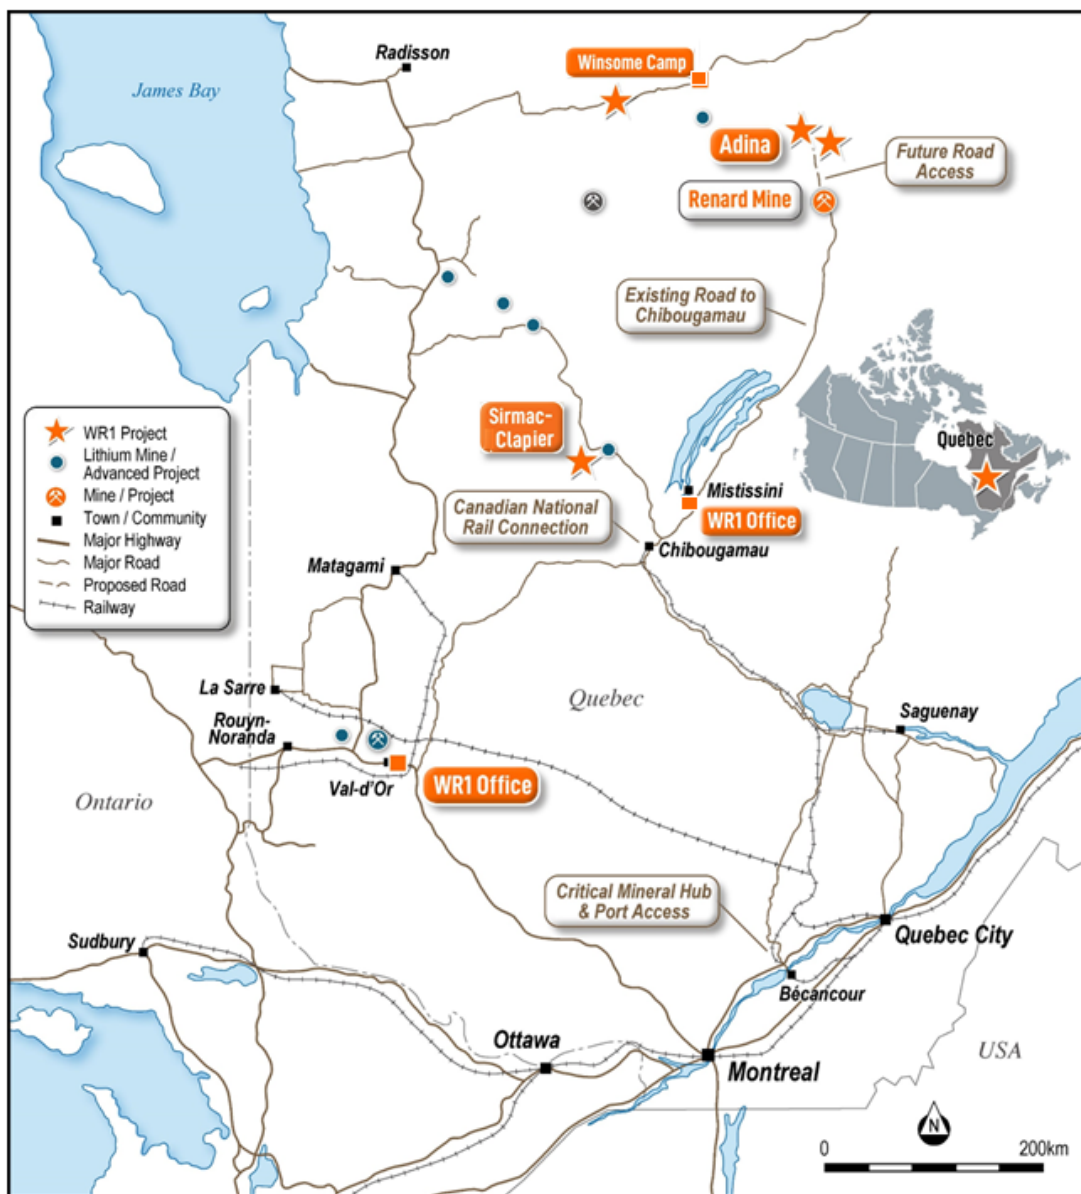 Radisson
James Bay
Winsome Camp
Adina
Future Road
Access
Renard Mine
Existing Road to
Chibougamau
Quebec
Sirmac-
Clapier
WR1 Project
Lithium Mine /
Advanced Project
Mine / Project
Town / Community
Major Highway
Major Road
Proposed Road
Railway
Mistissini
WR1 Office
Canadian National
Rail Connection
Chibougamau
Matagami
La Sarre
Quebec
Saguenay
Rouyn-
Noranda
Val-d'Or
WR1 Office
Ontario
Critical Mineral Hub
& Port Access
Sudbury
Quebec City
Bécancour
Ottawa
Montreal
USA
N
0 200km